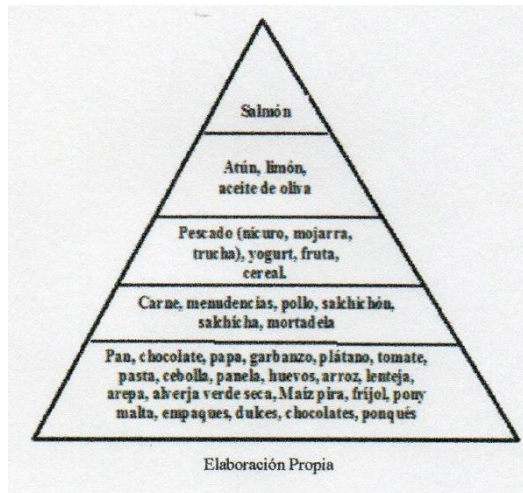 Salmón
Atún, limón,
aceite de oliva
Pescado (nicuro, mojarra,
trucha), yogurt, fruta,
cereal.
Carne, menudencias, pollo, salchichón,
salchicha, mortadela
Pan, chocolate, papa, garbanzo, plátano, tomate,
pasta, cebolla, panela, huevos, arroz, lenteja,
arepa, alverja verde seca, Maíz pira, fríjol, pony
malta, empaques, dulces, chocolates, ponqués
Elaboración Propia